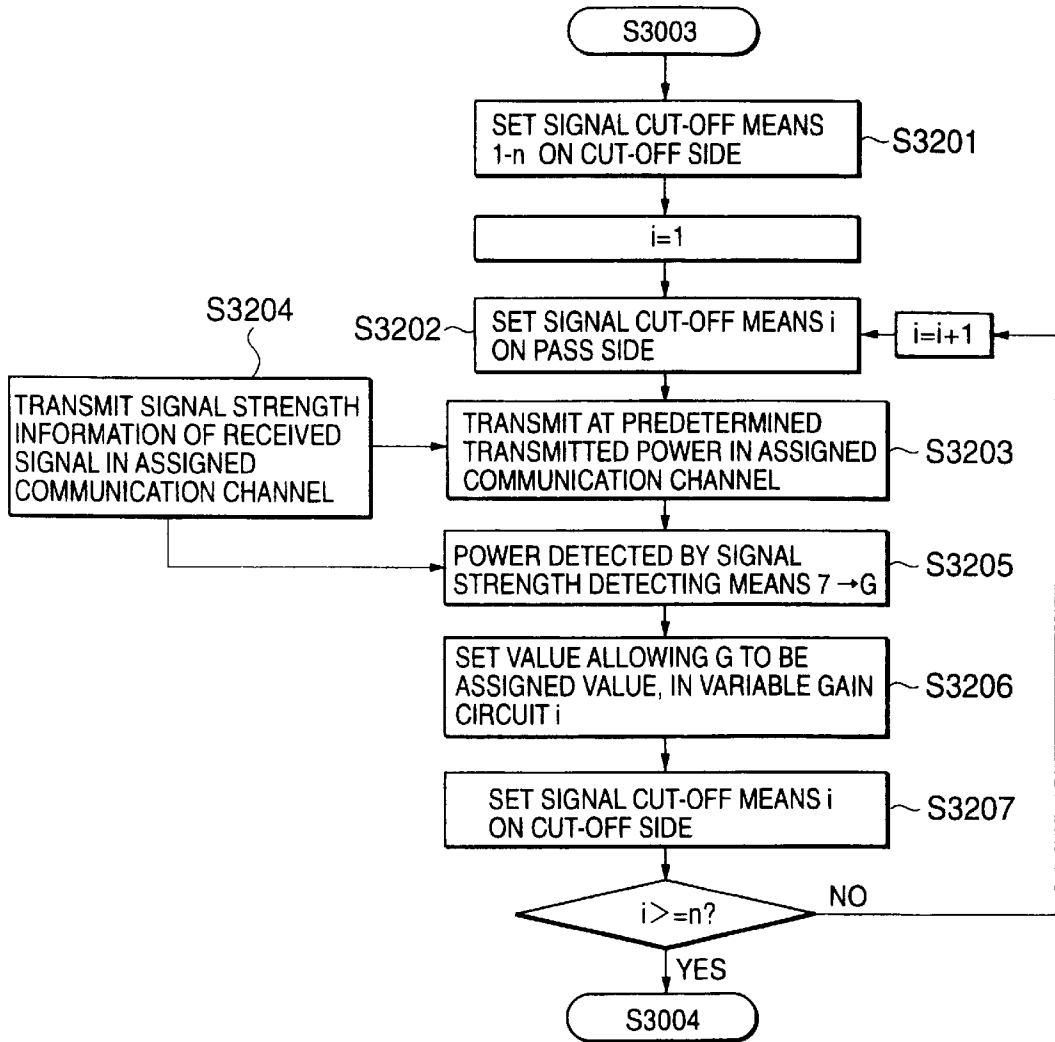 S3003
SET SIGNAL CUT-OFF MEANS
1-n ON CUT-OFF SIDE
S3201
i=1
S3204
S3202
SET SIGNAL CUT-OFF MEANS i
ON PASS SIDE
i=i+1
TRANSMIT SIGNAL STRENGTH
INFORMATION OF RECEIVED
SIGNAL IN ASSIGNED
COMMUNICATION CHANNEL
TRANSMIT AT PREDETERMINED
TRANSMITTED POWER IN ASSIGNED
COMMUNICATION CHANNEL
S3203
POWER DETECTED BY SIGNAL
STRENGTH DETECTING MEANS 7 →G
S3205
SET VALUE ALLOWING G TO BE
ASSIGNED VALUE, IN VARIABLE GAIN
CIRCUIT i
S3206
SET SIGNAL CUT-OFF MEANS i
ON CUT-OFF SIDE
S3207
i>=n?
NO
YES
S3004